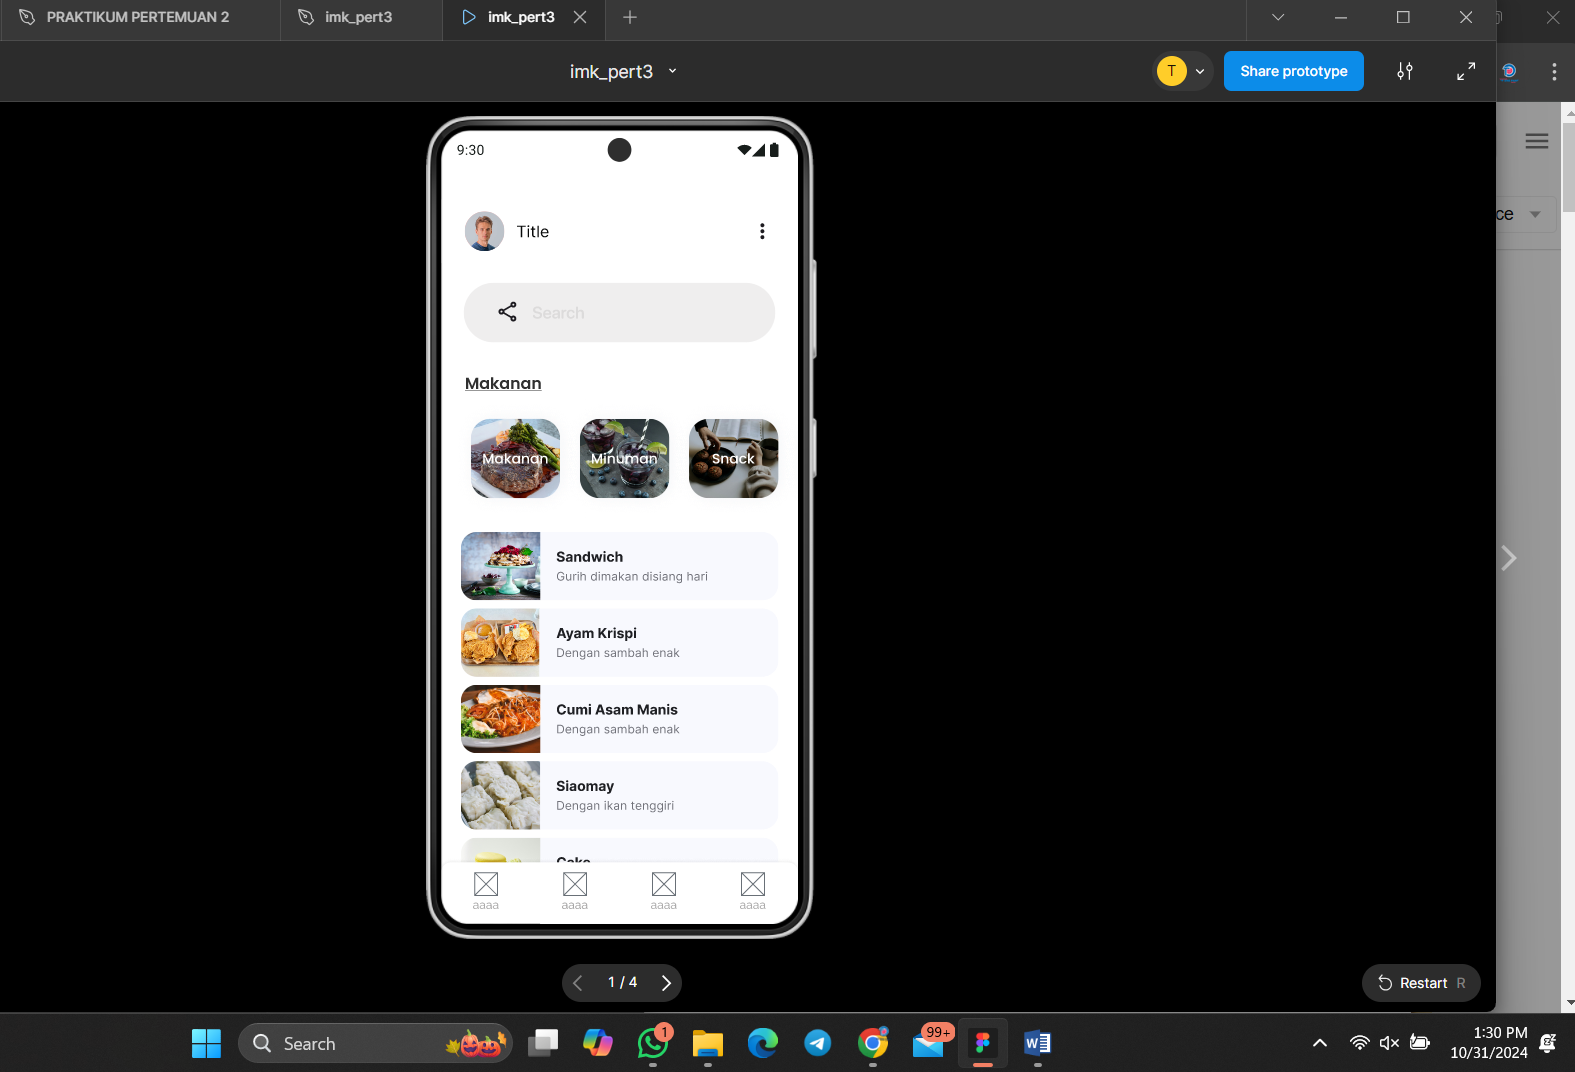 PRAKTIKUM PERTEMUAN 2
imk_pert3
imk_pert3
imk_pert3
T
Share prototype
ce
9:30
Title
Search
Makanan
Makanan
Minuman
Snack
Sandwich
Gurih dimakan disiang hari
Ayam Krispi
Dengan sambah enak
Cumi Asam Manis
Dengan sambah enak
Siaomay
Dengan ikan tenggiri
Cake
aaaa
aaaa
aaaa
aaaa
1 / 4
Restart R
Search
1
99+
W
1:30 PM
10/31/2024